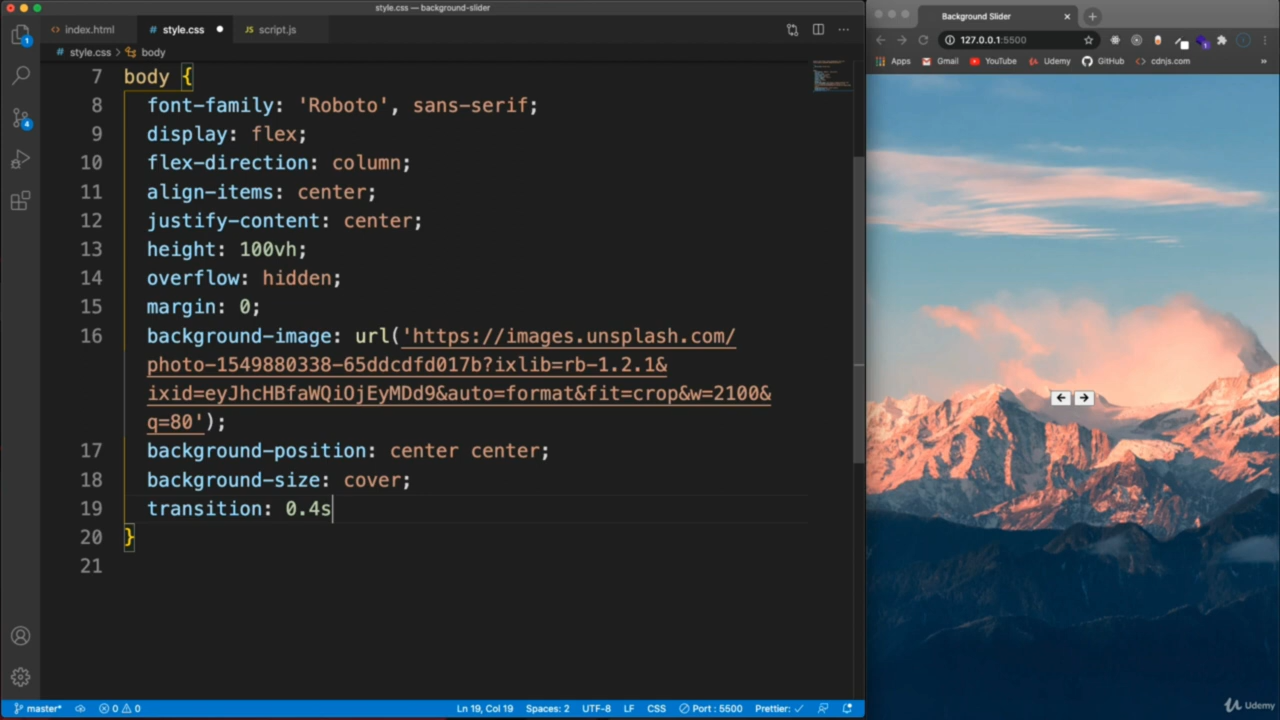 style.css — background-slider
index.html
style.css
script.js
style.css > body
7 body {
8 font-family: 'Roboto', sans-serif;
9 display: flex;
10 flex-direction: column;
11 align-items: center;
12 justify-content: center;
13 height: 100vh;
14 overflow: hidden;
15 margin: 0;
16 background-image: url('https://images.unsplash.com/
photo-1549880338-65ddcdfd017b?ixlib=rb-1.2.1&
ixid=eyJhcHBfaWQiOjEyMDd9&auto=format&fit=crop&w=2100&
q=80');
17 background-position: center center;
18 background-size: cover;
19 transition: 0.4s
20 }
21
1
4
master*
0 0
Ln 19, Col 19
Spaces: 2
UTF-8
LF
CSS
Port : 5500
Prettier: ✓
Background Slider
127.0.0.1:5500
Apps
Gmail
YouTube
Udemy
GitHub
cdnjs.com
»
Udemy